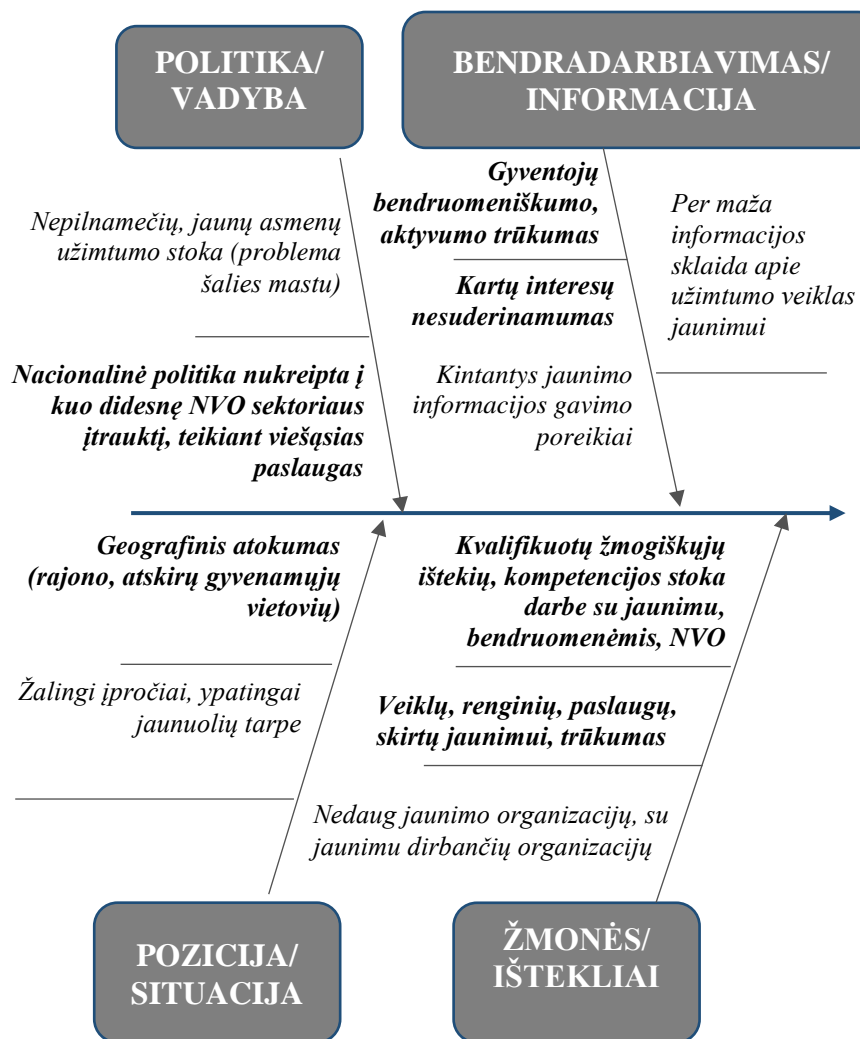 POLITIKA/
VADYBA
BENDRADARBIAVIMAS/
INFORMACIJA
Nepilnamečių, jaunų asmenų
užimtumo stoka (problema
šalies mastu)
Nacionalinė politika nukreipta į
kuo didesnę NVO sektoriaus
įtrauktį, teikiant viešąsias
paslaugas
Gyventojų
bendruomeniškumo,
aktyvumo trūkumas
Kartų interesų
nesuderinamumas
Kintantys jaunimo
informacijos gavimo
poreikiai
Per maža
informacijos
sklaida apie
užimtumo veiklas
jaunimui
Geografinis atokumas
(rajono, atskirų gyvenamųjų
vietovių)
Žalingi įpročiai, ypatingai
jaunuolių tarpe
Kvalifikuotų žmogiškųjų
ištekių, kompetencijos stoka
darbe su jaunimu,
bendruomenėmis, NVO
Veiklų, renginių, paslaugų,
skirtų jaunimui, trūkumas
Nedaug jaunimo organizacijų, su
jaunimu dirbančių organizacijų
POZICIJA/
SITUACIJA
ŽMONĖS/
IŠTEKLIAI